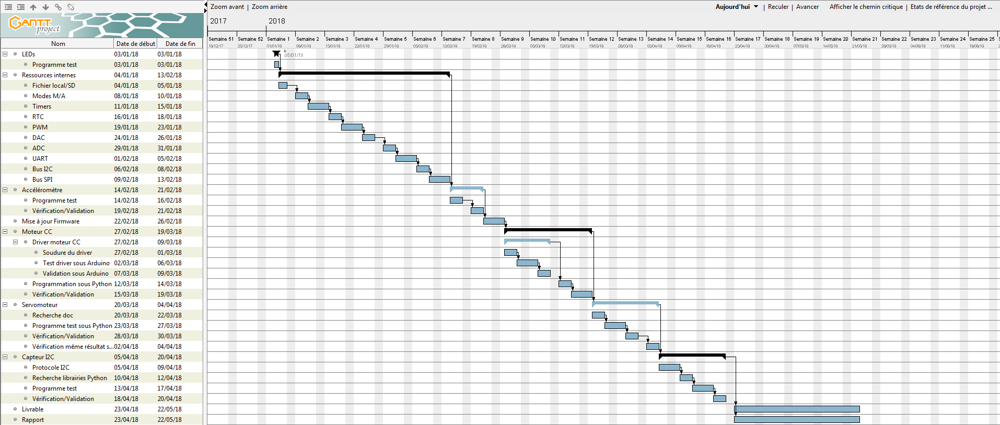 Zoom avant | Zoom arrière
Aujourd'hui | Reculer | Avancer Afficher le chemin critique | Etats de référence du projet ...
GANTT project
2017 2018
Nom Date de début Date de fin
Semaine 51 Semaine 52 Semaine 1 Semaine 2 Semaine 3 Semaine 4 Semaine 5 Semaine 6 Semaine 7 Semaine 8 Semaine 9 Semaine 10 Semaine 11 Semaine 12 Semaine 13 Semaine 14 Semaine 15 Semaine 16 Semaine 17 Semaine 18 Semaine 19 Semaine 20 Semaine 21 Semaine 22 Semaine 23 Semaine 24 Semaine 25 S
18/12/17 25/12/17 01/01/18 08/01/18 15/01/18 22/01/18 29/01/18 05/02/18 12/02/18 19/02/18 26/02/18 05/03/18 12/03/18 19/03/18 26/03/18 02/04/18 09/04/18 16/04/18 23/04/18 30/04/18 07/05/18 14/05/18 21/05/18 28/05/18 04/06/18 11/06/18 18/06/18 2
LEDs 03/01/18 03/01/18
05/01/18
Programme test 03/01/18 03/01/18
Ressources internes 04/01/18 13/02/18
Fichier local/SD 04/01/18 05/01/18
Modes M/A 08/01/18 10/01/18
Timers 11/01/18 15/01/18
RTC 16/01/18 18/01/18
PWM 19/01/18 23/01/18
DAC 24/01/18 26/01/18
ADC 29/01/18 31/01/18
UART 01/02/18 05/02/18
Bus I2C 06/02/18 08/02/18
Bus SPI 09/02/18 13/02/18
Accéléromètre 14/02/18 21/02/18
Programme test 14/02/18 16/02/18
Vérification/Validation 19/02/18 21/02/18
Mise à jour Firmware 22/02/18 26/02/18
Moteur CC 27/02/18 19/03/18
Driver moteur CC 27/02/18 09/03/18
Soudure du driver 27/02/18 01/03/18
Test driver sous Arduino 02/03/18 06/03/18
Validation sous Arduino 07/03/18 09/03/18
Programmation sous Python 12/03/18 14/03/18
Vérification/Validation 15/03/18 19/03/18
Servomoteur 20/03/18 04/04/18
Recherche doc 20/03/18 22/03/18
Programme test sous Python 23/03/18 27/03/18
Vérification/Validation 28/03/18 30/03/18
Vérification même résultat s... 02/04/18 04/04/18
Capteur I2C 05/04/18 20/04/18
Protocole I2C 05/04/18 09/04/18
Recherche librairies Python 10/04/18 12/04/18
Programme test 13/04/18 17/04/18
Vérification/Validation 18/04/18 20/04/18
Livrable 23/04/18 22/05/18
Rapport 23/04/18 22/05/18